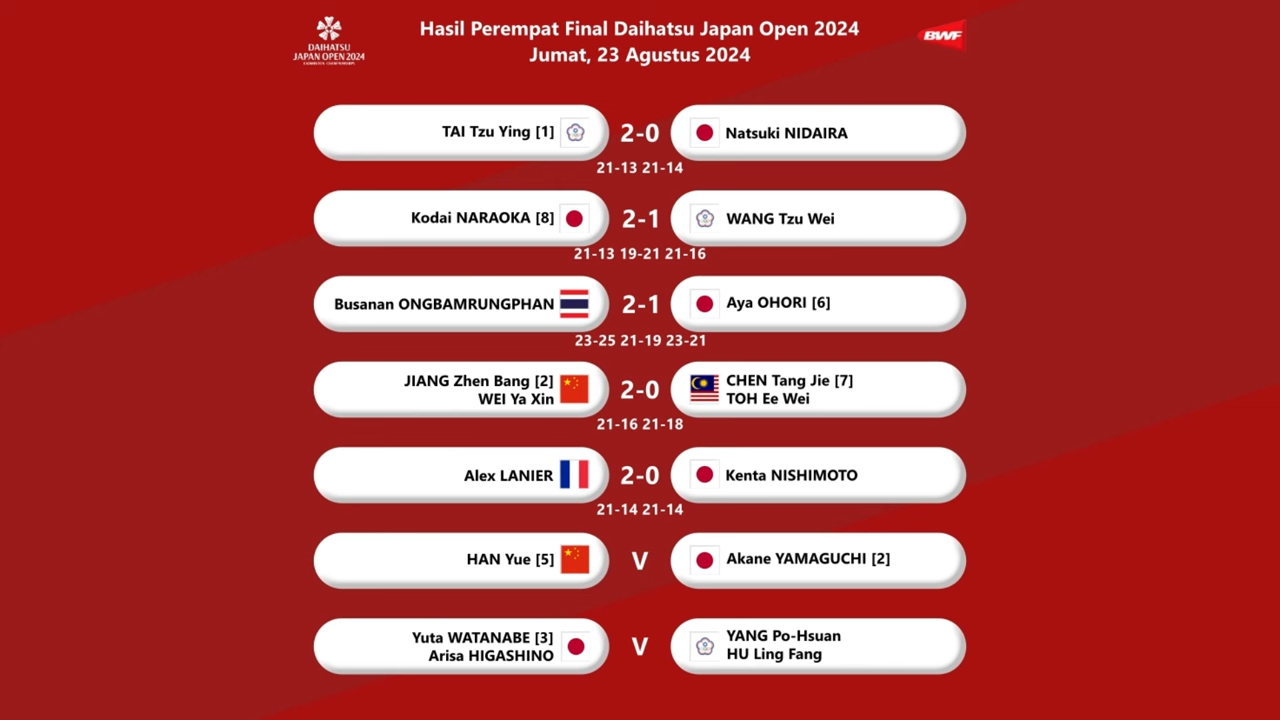 Hasil Perempat Final Daihatsu Japan Open 2024
Jumat, 23 Agustus 2024
DAIHATSU
JAPAN OPEN 2024
BWF
TAI Tzu Ying [1]
2-0
Natsuki NIDAIRA
21-13 21-14
Kodai NARAOKA [8]
2-1
WANG Tzu Wei
21-13 19-21 21-16
Busanan ONGBAMRUNGPHAN
2-1
Aya OHORI [6]
23-25 21-19 23-21
JIANG Zhen Bang [2]
WEI Ya Xin
2-0
CHEN Tang Jie [7]
TOH Ee Wei
21-16 21-18
Alex LANIER
2-0
Kenta NISHIMOTO
21-14 21-14
HAN Yue [5]
V
Akane YAMAGUCHI [2]
Yuta WATANABE [3]
Arisa HIGASHINO
V
YANG Po-Hsuan
HU Ling Fang